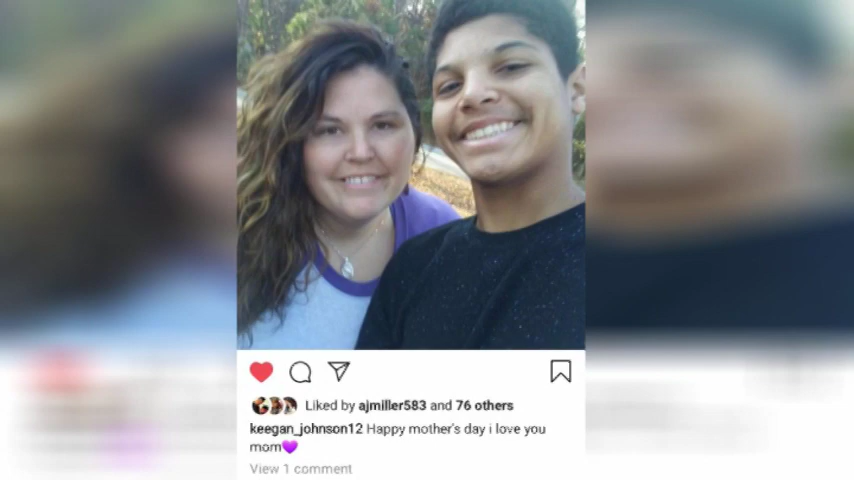 Liked by ajmiller583 and 76 others
keegan_johnson12 Happy mother's day i love you
mom💜
View 1 comment